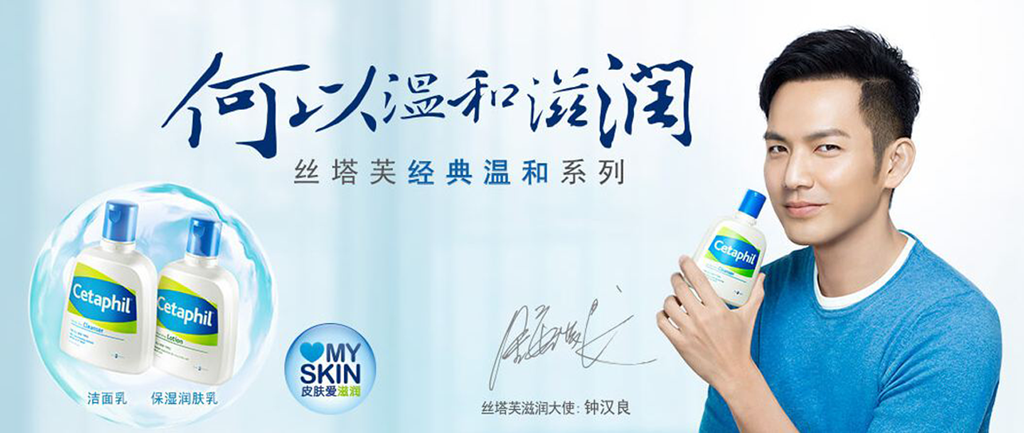 何以温和滋润
丝塔芙经典温和系列
Cetaphil
Cleanser
Cetaphil
Lotion
洁面乳
保湿润肤乳
MY
SKIN
皮肤爱滋润
Cetaphil
Cleanser
丝塔芙滋润大使：钟汉良